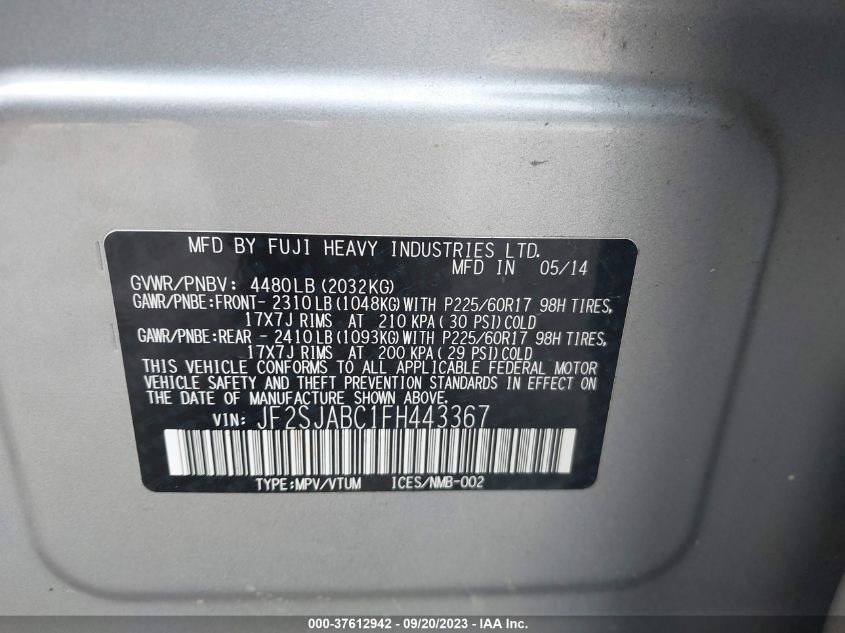 MFD BY FUJI HEAVY INDUSTRIES LTD.
MFD IN 05/14
GVWR/PNBV: 4480LB(2032KG)
GAWR/PNBE:FRONT- 2310LB(1048KG)WITH P225/60R17 98H TIRES,
17X7J RIMS AT 210 KPA(30 PSI)COLD
GAWR/PNBE:REAR - 2410LB(1093KG)WITH P225/60R17 98H TIRES,
17X7J RIMS AT 200 KPA(29 PSI)COLD
THIS VEHICLE CONFORMS TO ALL APPLICABLE FEDERAL MOTOR
VEHICLE SAFETY AND THEFT PREVENTION STANDARDS IN EFFECT ON
THE DATE OF MANUFACTURE SHOWN ABOVE.
VIN: JF2SJABC1FH443367
TYPE:MPV/VTUM ICES/NMB-002
000-37612942 - 09/20/2023 - IAA Inc.